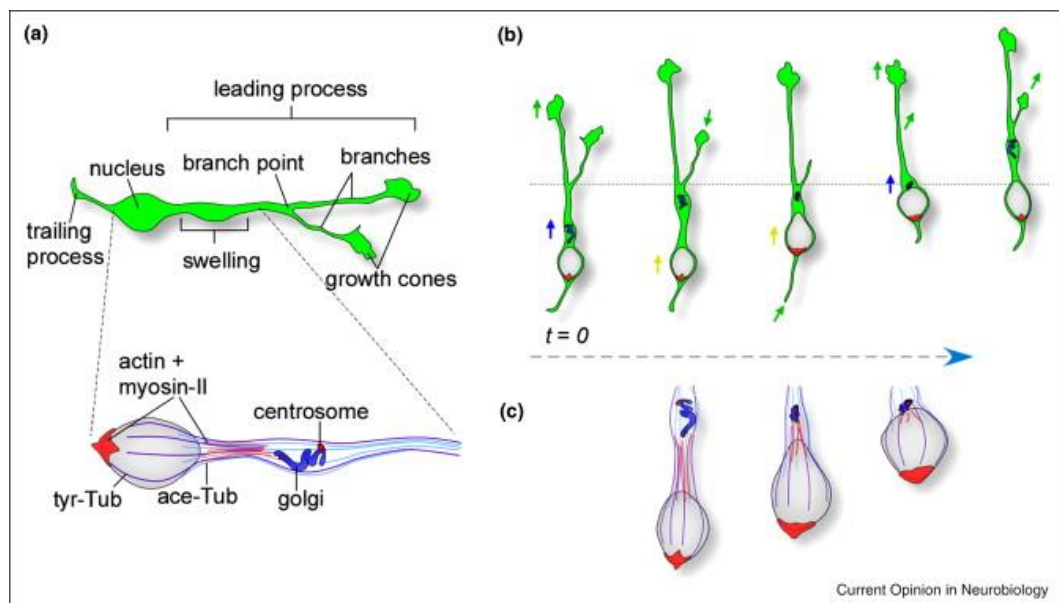 (a)
leading process
nucleus
branch point
branches
trailing
process
swelling
growth cones
actin +
myosin-II
centrosome
tyr-Tub
ace-Tub
golgi
(b)
t = 0
(c)
Current Opinion in Neurobiology